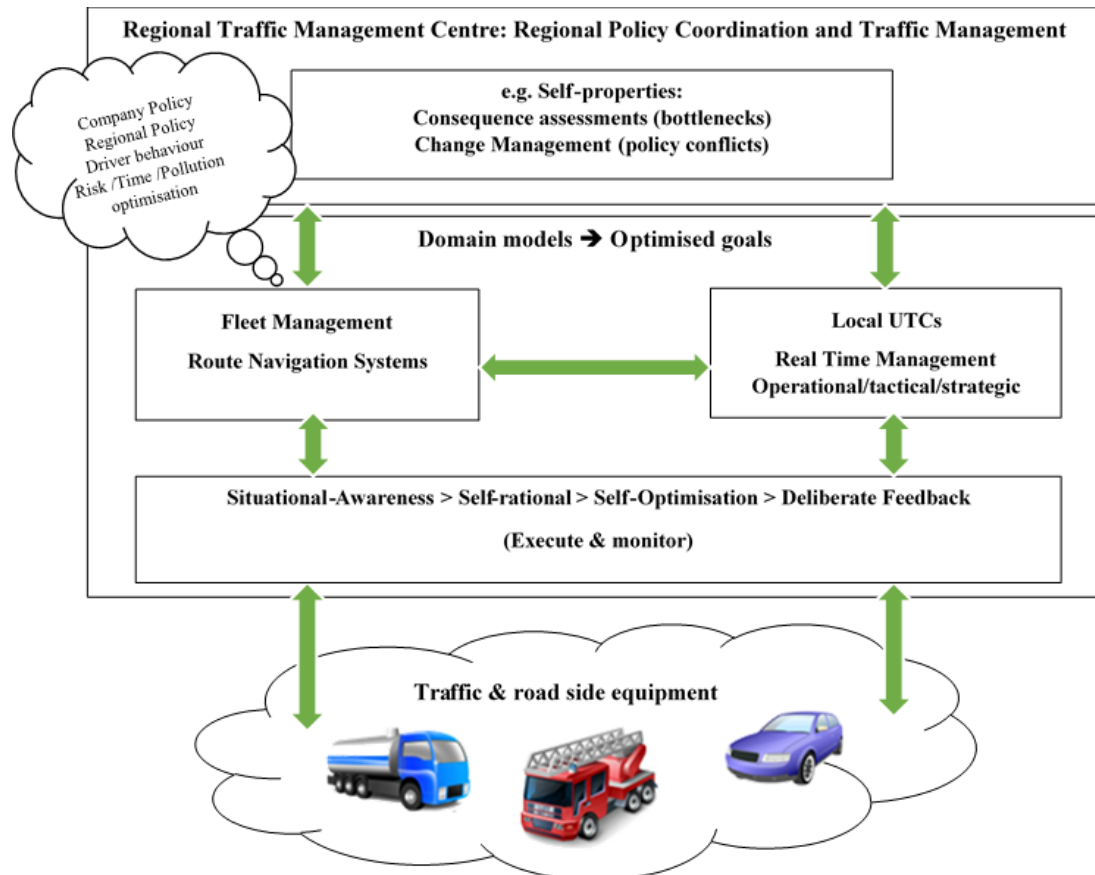 Regional Traffic Management Centre: Regional Policy Coordination and Traffic Management
e.g. Self-properties:
Consequence assessments (bottlenecks)
Change Management (policy conflicts)
Company Policy
Regional Policy
Driver behaviour
Risk /Time /Pollution
optimisation
Domain models ➔ Optimised goals
Fleet Management
Route Navigation Systems
Local UTCs
Real Time Management
Operational/tactical/strategic
Situational-Awareness > Self-rational > Self-Optimisation > Deliberate Feedback
(Execute & monitor)
Traffic & road side equipment